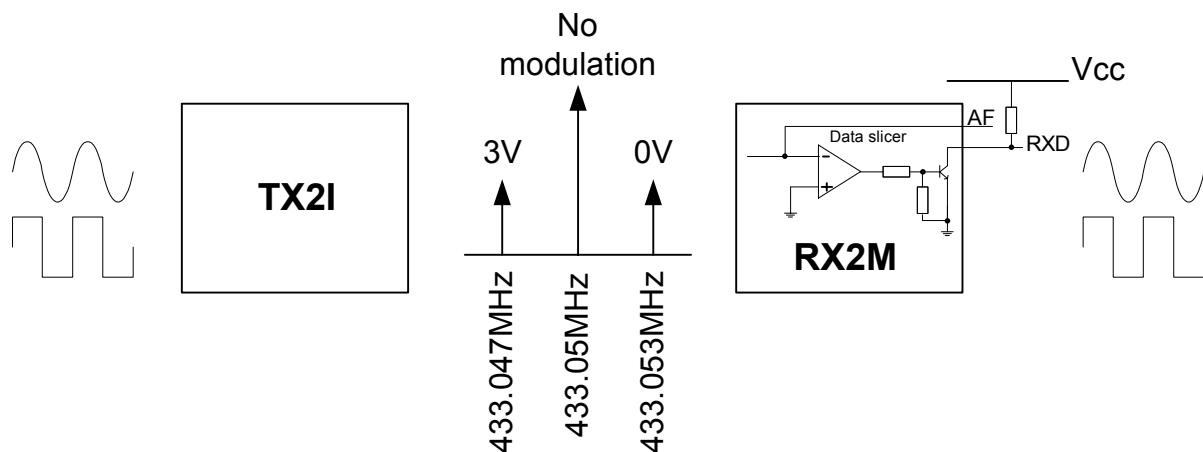 No
modulation
3V
0V
TX2I
433.047MHz
433.05MHz
433.053MHz
Vcc
AF
Data slicer
RXD
RX2M